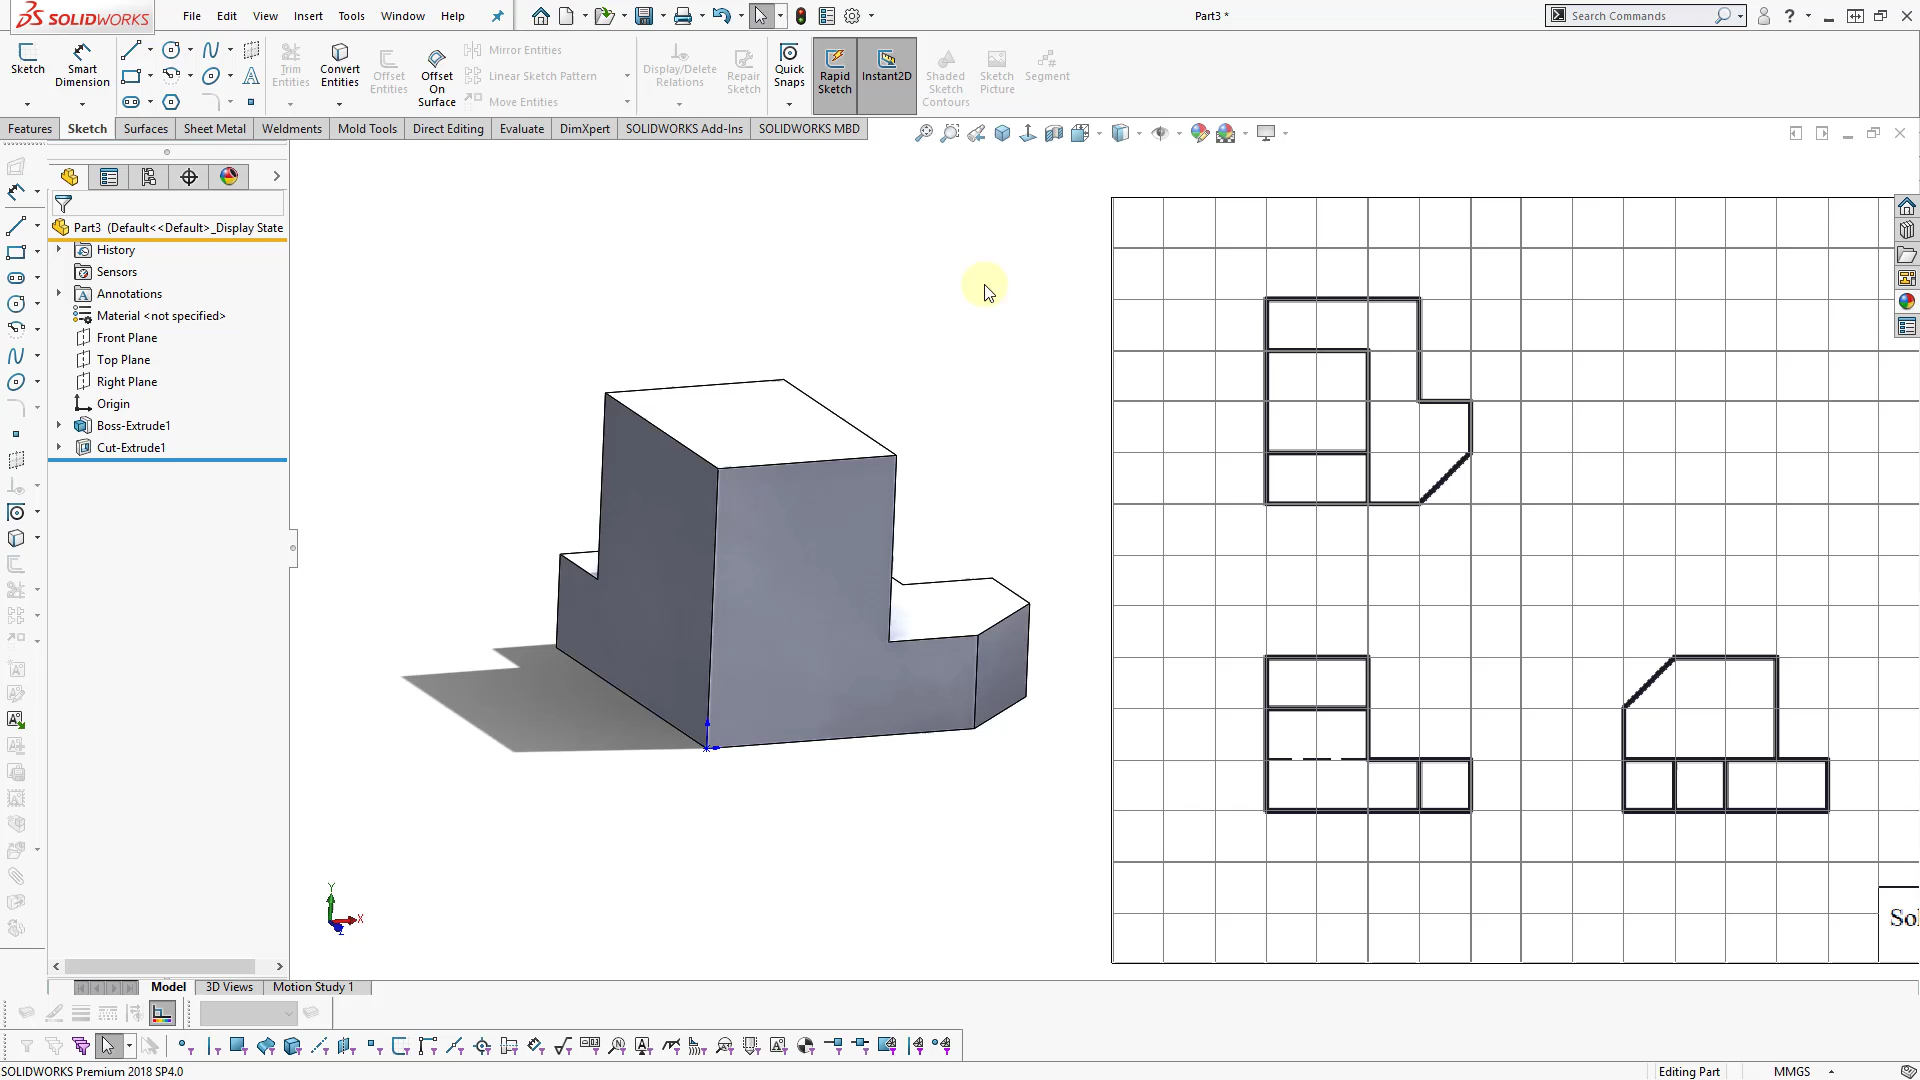 SOLIDWORKS
File Edit View Insert Tools Window Help
Part3 *
Search Commands
Sketch
Smart Dimension
Trim Entities
Convert Entities
Offset Entities
Offset On Surface
Mirror Entities
Linear Sketch Pattern
Move Entities
Display/Delete Relations
Repair Sketch
Quick Snaps
Rapid Sketch
Instant2D
Shaded Sketch Contours
Sketch Picture
Segment
Features Sketch Surfaces Sheet Metal Weldments Mold Tools Direct Editing Evaluate DimXpert SOLIDWORKS Add-Ins SOLIDWORKS MBD
Part3 (Default<<Default>_Display State
History
Sensors
Annotations
Material <not specified>
Front Plane
Top Plane
Right Plane
Origin
Boss-Extrude1
Cut-Extrude1
Y
X
Z
Sol
Model 3D Views Motion Study 1
SOLIDWORKS Premium 2018 SP4.0
Editing Part
MMGS